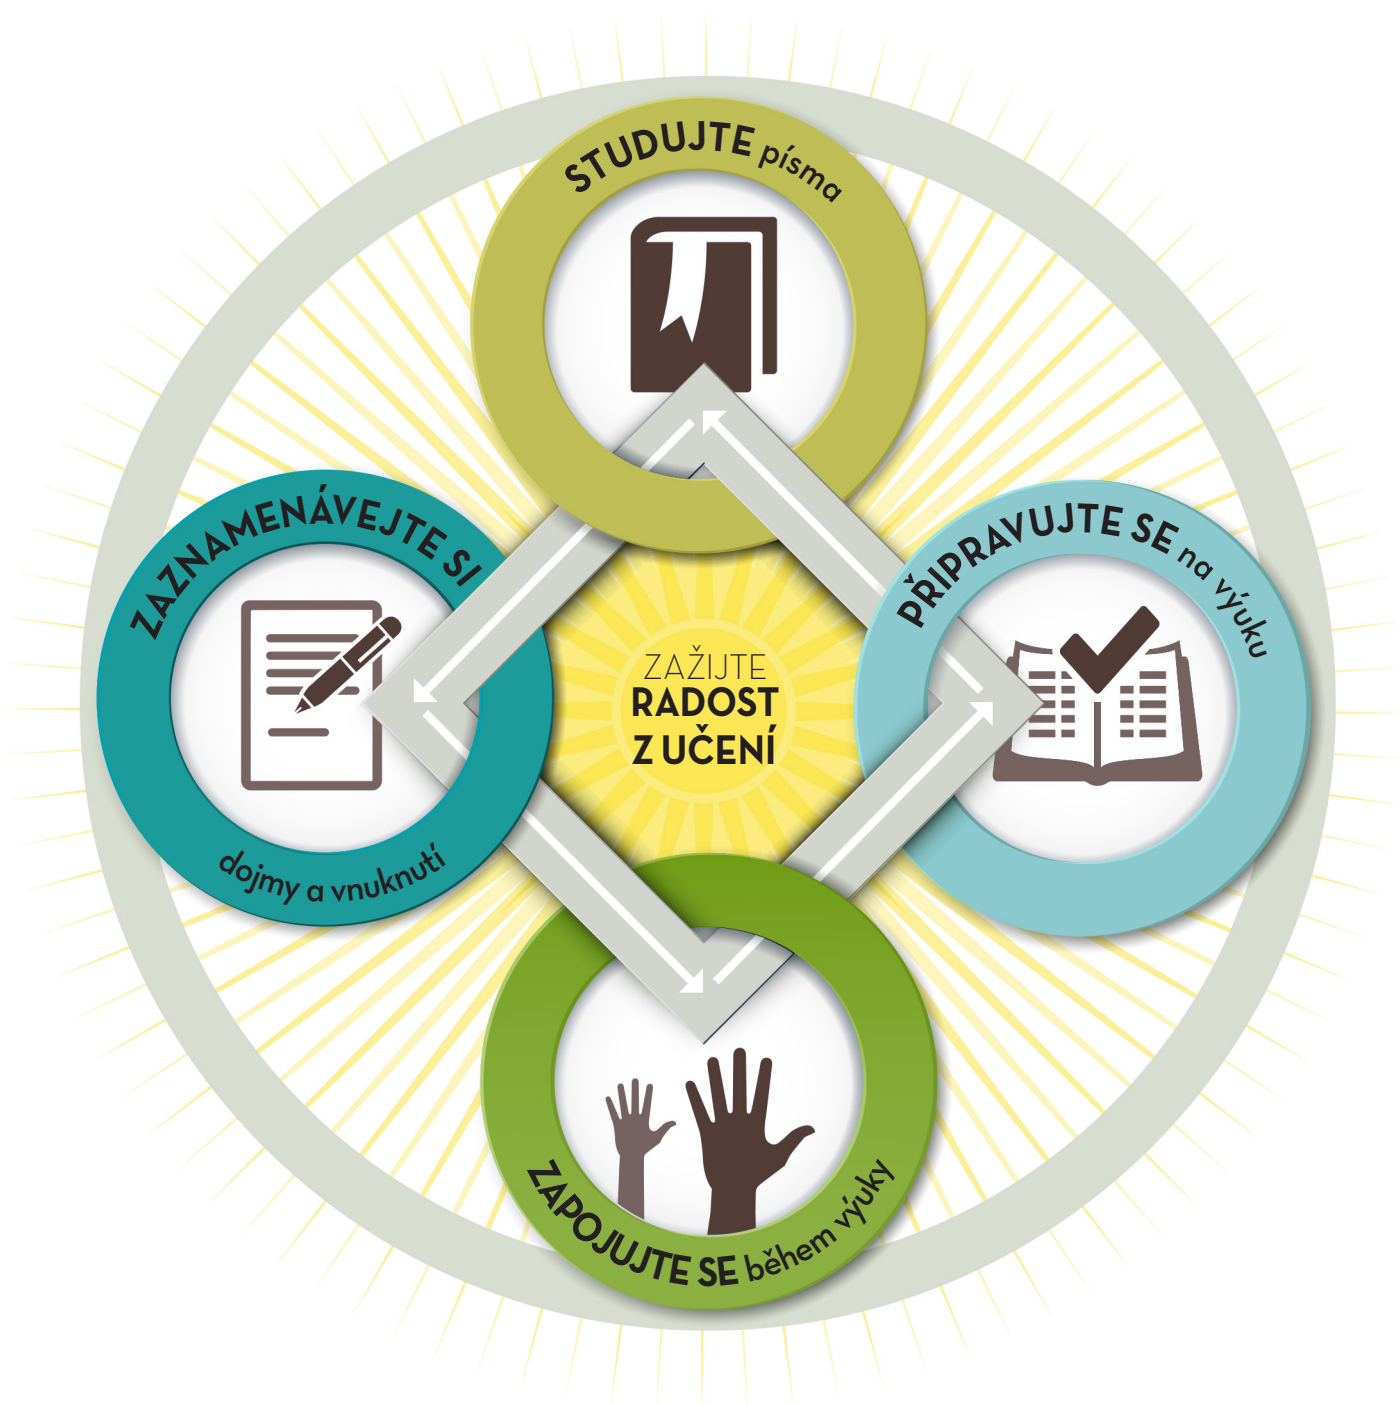 STUDUJTE písma
ZAZNAMENÁVEJTE SI
dojmy a vnuknutí
PŘIPRAVUJTE SE na výuku
ZAŽIJTE
RADOST
Z UČENÍ
ZAPOJUJTE SE během výuky